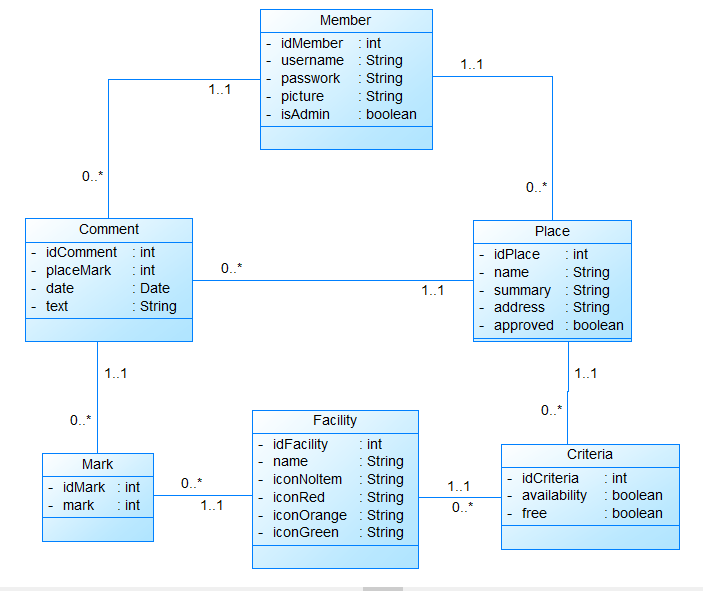 Member
- idMember : int
- username : String
- passwork : String
- picture : String
- isAdmin : boolean
1..1
1..1
0..*
0..*
Comment
- idComment : int
- placeMark : int
- date : Date
- text : String
Place
- idPlace : int
- name : String
- summary : String
- address : String
- approved : boolean
0..*
1..1
1..1
0..*
1..1
0..*
Mark
- idMark : int
- mark : int
Facility
- idFacility : int
- name : String
- iconNoItem : String
- iconRed : String
- iconOrange : String
- iconGreen : String
Criteria
- idCriteria : int
- availability : boolean
- free : boolean
0..*
1..1
1..1
0..*